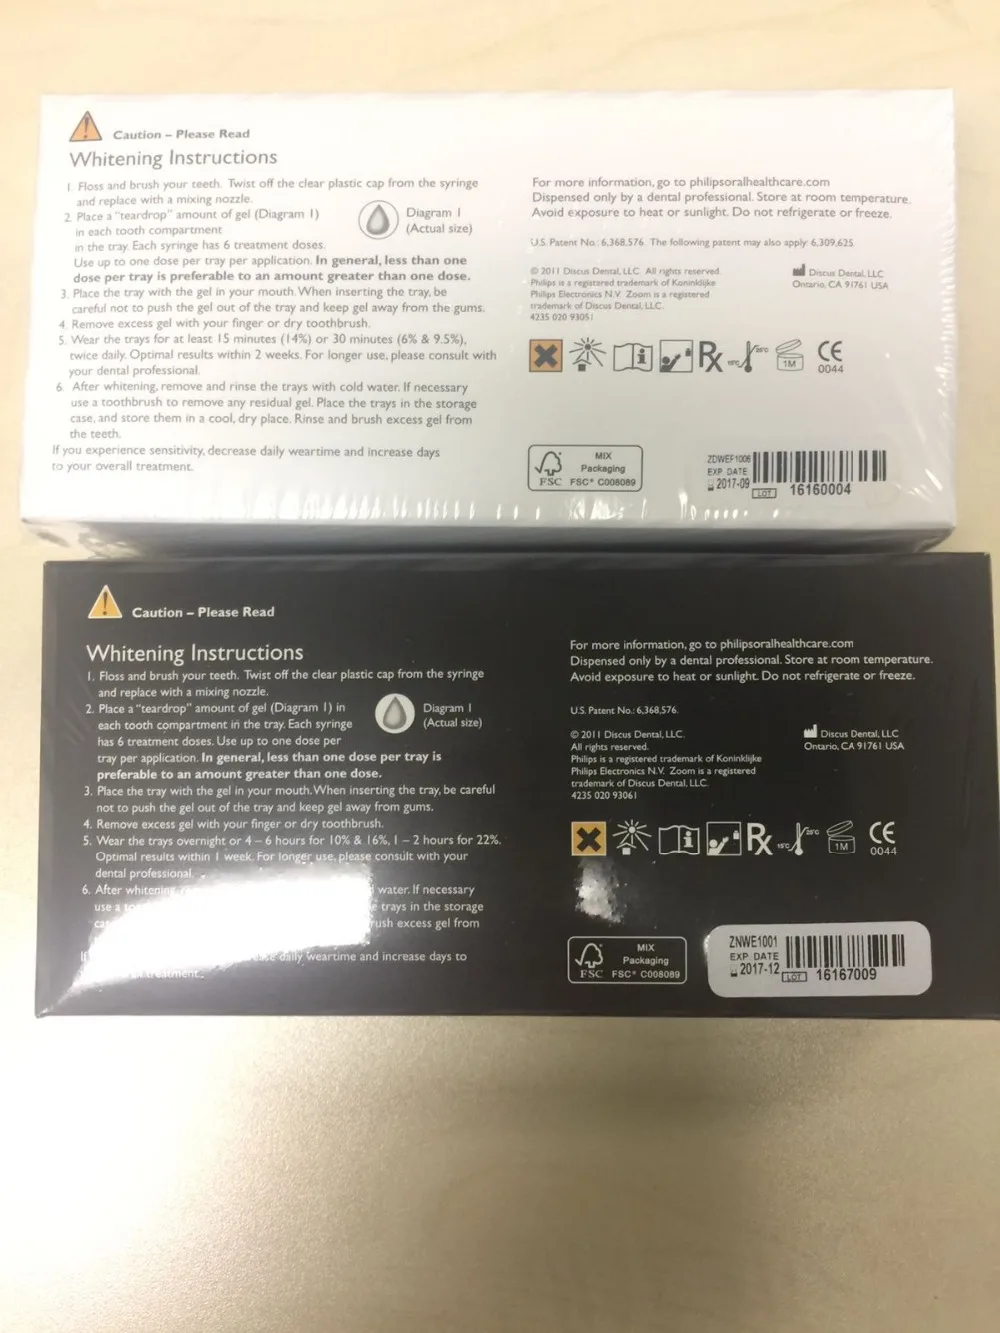 Caution – Please Read
Whitening Instructions
1. Floss and brush your teeth. Twist off the clear plastic cap from the syringe
and replace with a mixing nozzle.
2. Place a "teardrop" amount of gel (Diagram 1)
in each tooth compartment
in the tray. Each syringe has 6 treatment doses.
Use up to one dose per tray per application. In general, less than one
dose per tray is preferable to an amount greater than one dose.
Diagram 1
(Actual size)
3. Place the tray with the gel in your mouth. When inserting the tray, be
careful not to push the gel out of the tray and keep gel away from the gums.
4. Remove excess gel with your finger or dry toothbrush.
5. Wear the trays for at least 15 minutes (14%) or 30 minutes (6% & 9.5%),
twice daily. Optimal results within 2 weeks. For longer use, please consult with
your dental professional.
6. After whitening, remove and rinse the trays with cold water. If necessary
use a toothbrush to remove any residual gel. Place the trays in the storage
case, and store them in a cool, dry place. Rinse and brush excess gel from
the teeth.
If you experience sensitivity, decrease daily weartime and increase days
to your overall treatment.
For more information, go to philipsoralhealthcare.com
Dispensed only by a dental professional. Store at room temperature.
Avoid exposure to heat or sunlight. Do not refrigerate or freeze.
U.S. Patent No.: 6,368,576. The following patent may also apply: 6,309,625
© 2011 Discus Dental, LLC. All rights reserved.
Philips is a registered trademark of Koninklijke
Philips Electronics N.V. Zoom is a registered
trademark of Discus Dental, LLC.
4235 020 93051
Discus Dental, LLC
Ontario, CA 91761 USA
Rx
15°C
25°C
1M
CE
0044
FSC
MIX
Packaging
FSC® C008089
ZDWEF1006
EXP DATE
2017-09
LOT
16160004
Caution – Please Read
Whitening Instructions
1. Floss and brush your teeth. Twist off the clear plastic cap from the syringe
and replace with a mixing nozzle.
2. Place a "teardrop" amount of gel (Diagram 1) in
each tooth compartment in the tray. Each syringe
has 6 treatment doses. Use up to one dose per
tray per application. In general, less than one dose per tray is
preferable to an amount greater than one dose.
Diagram 1
(Actual size)
3. Place the tray with the gel in your mouth. When inserting the tray, be careful
not to push the gel out of the tray and keep gel away from gums.
4. Remove excess gel with your finger or dry toothbrush.
5. Wear the trays overnight or 4 – 6 hours for 10% & 16%, 1 – 2 hours for 22%.
Optimal results within 1 week. For longer use, please consult with your
dental professional.
6. After whitening, water. If necessary
use a trays in the storage
excess gel from
daily weartime and increase days to
treatment.
For more information, go to philipsoralhealthcare.com
Dispensed only by a dental professional. Store at room temperature.
Avoid exposure to heat or sunlight. Do not refrigerate or freeze.
U.S. Patent No.: 6,368,576.
© 2011 Discus Dental, LLC.
All rights reserved.
Philips is a registered trademark of Koninklijke
Philips Electronics N.V. Zoom is a registered
trademark of Discus Dental, LLC.
4235 020 93061
Discus Dental, LLC
Ontario, CA 91761 USA
Rx
15°C
25°C
1M
CE
0044
FSC
MIX
Packaging
FSC® C008089
ZNWE1001
EXP DATE
2017-12
LOT
16167009